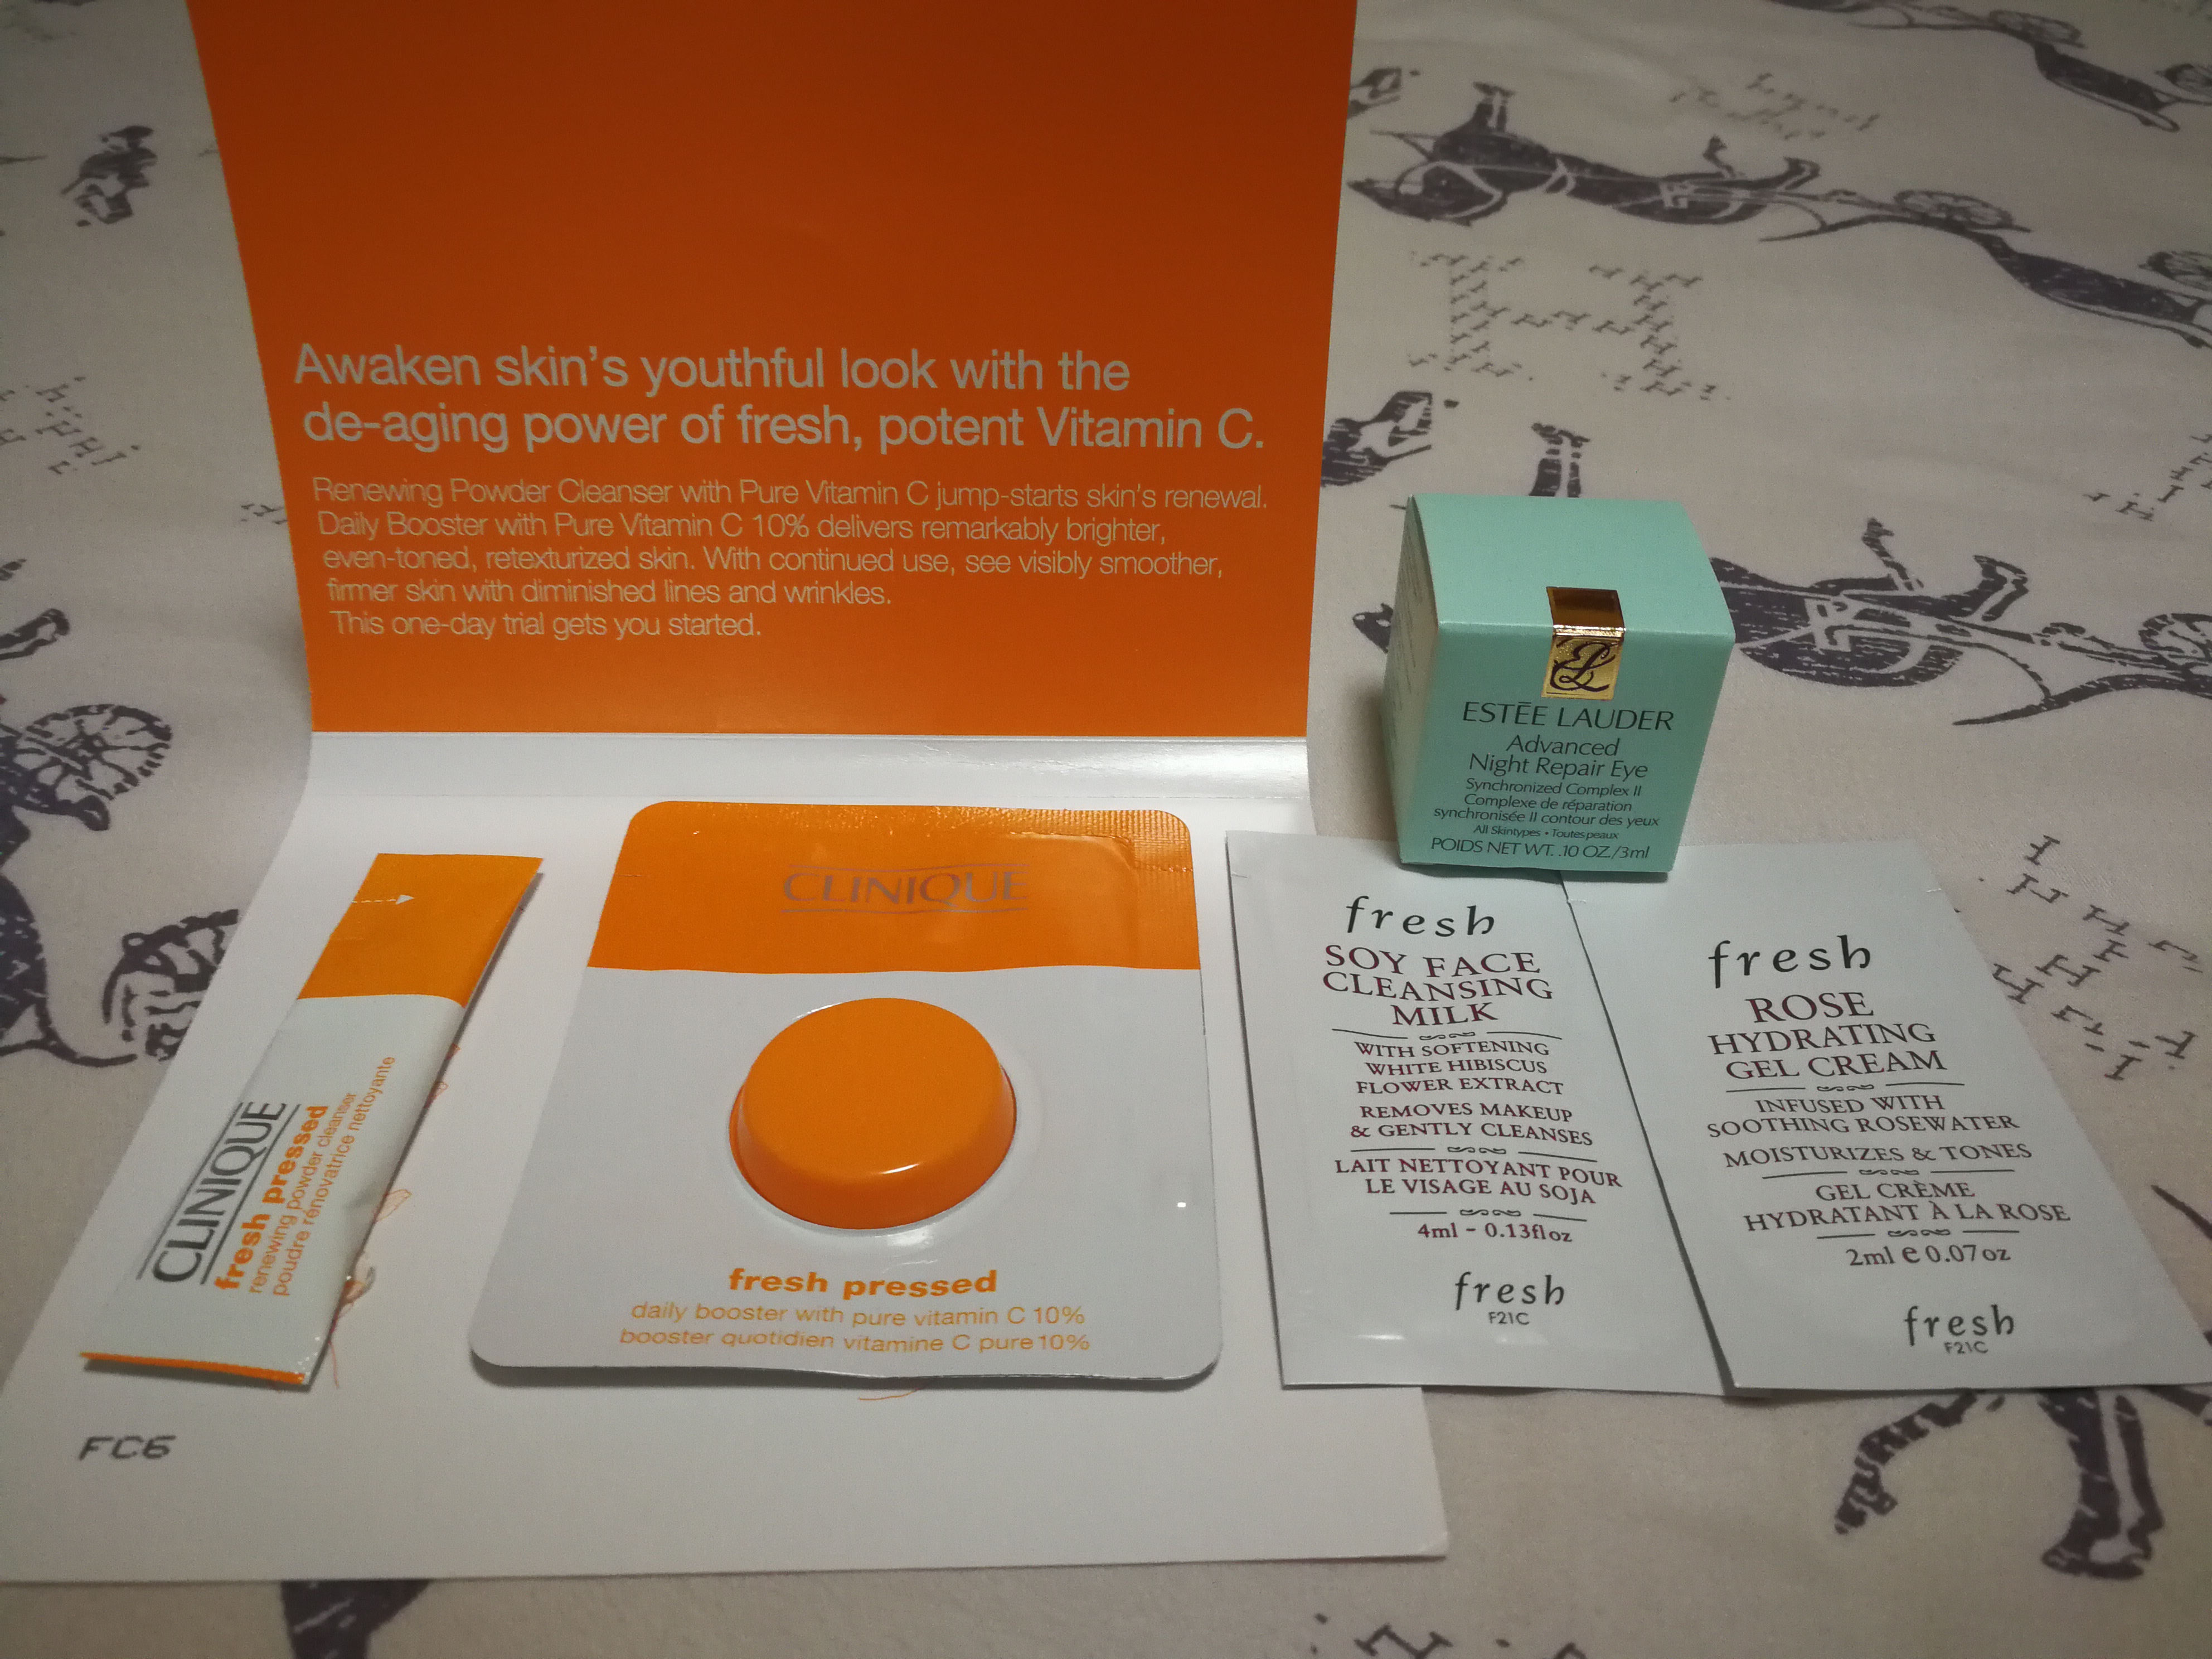 Awaken skin's youthful look with the
de-aging power of fresh, potent Vitamin C.
Renewing Powder Cleanser with Pure Vitamin C jump-starts skin's renewal.
Daily Booster with Pure Vitamin C 10% delivers remarkably brighter,
even-toned, retexturized skin. With continued use, see visibly smoother,
firmer skin with diminished lines and wrinkles.
This one-day trial gets you started.
CLINIQUE
fresh pressed
renewing powder cleanser
poudre rénovatrice nettoyante
FC6
CLINIQUE
fresh pressed
daily booster with pure vitamin C 10%
booster quotidien vitamine C pure 10%
EL
ESTĒE LAUDER
Advanced
Night Repair Eye
Synchronized Complex II
Complexe de réparation
synchronisée II contour des yeux
All Skintypes • Toutes peaux
POIDS NET WT. .10 OZ./3ml
fresh
SOY FACE
CLEANSING
MILK
WITH SOFTENING
WHITE HIBISCUS
FLOWER EXTRACT
REMOVES MAKEUP
& GENTLY CLEANSES
LAIT NETTOYANT POUR
LE VISAGE AU SOJA
4ml - 0.13fl oz
fresh
F21C
fresh
ROSE
HYDRATING
GEL CREAM
INFUSED WITH
SOOTHING ROSEWATER
MOISTURIZES & TONES
GEL CRÈME
HYDRATANT À LA ROSE
2ml e 0.07 oz
fresh
F21C